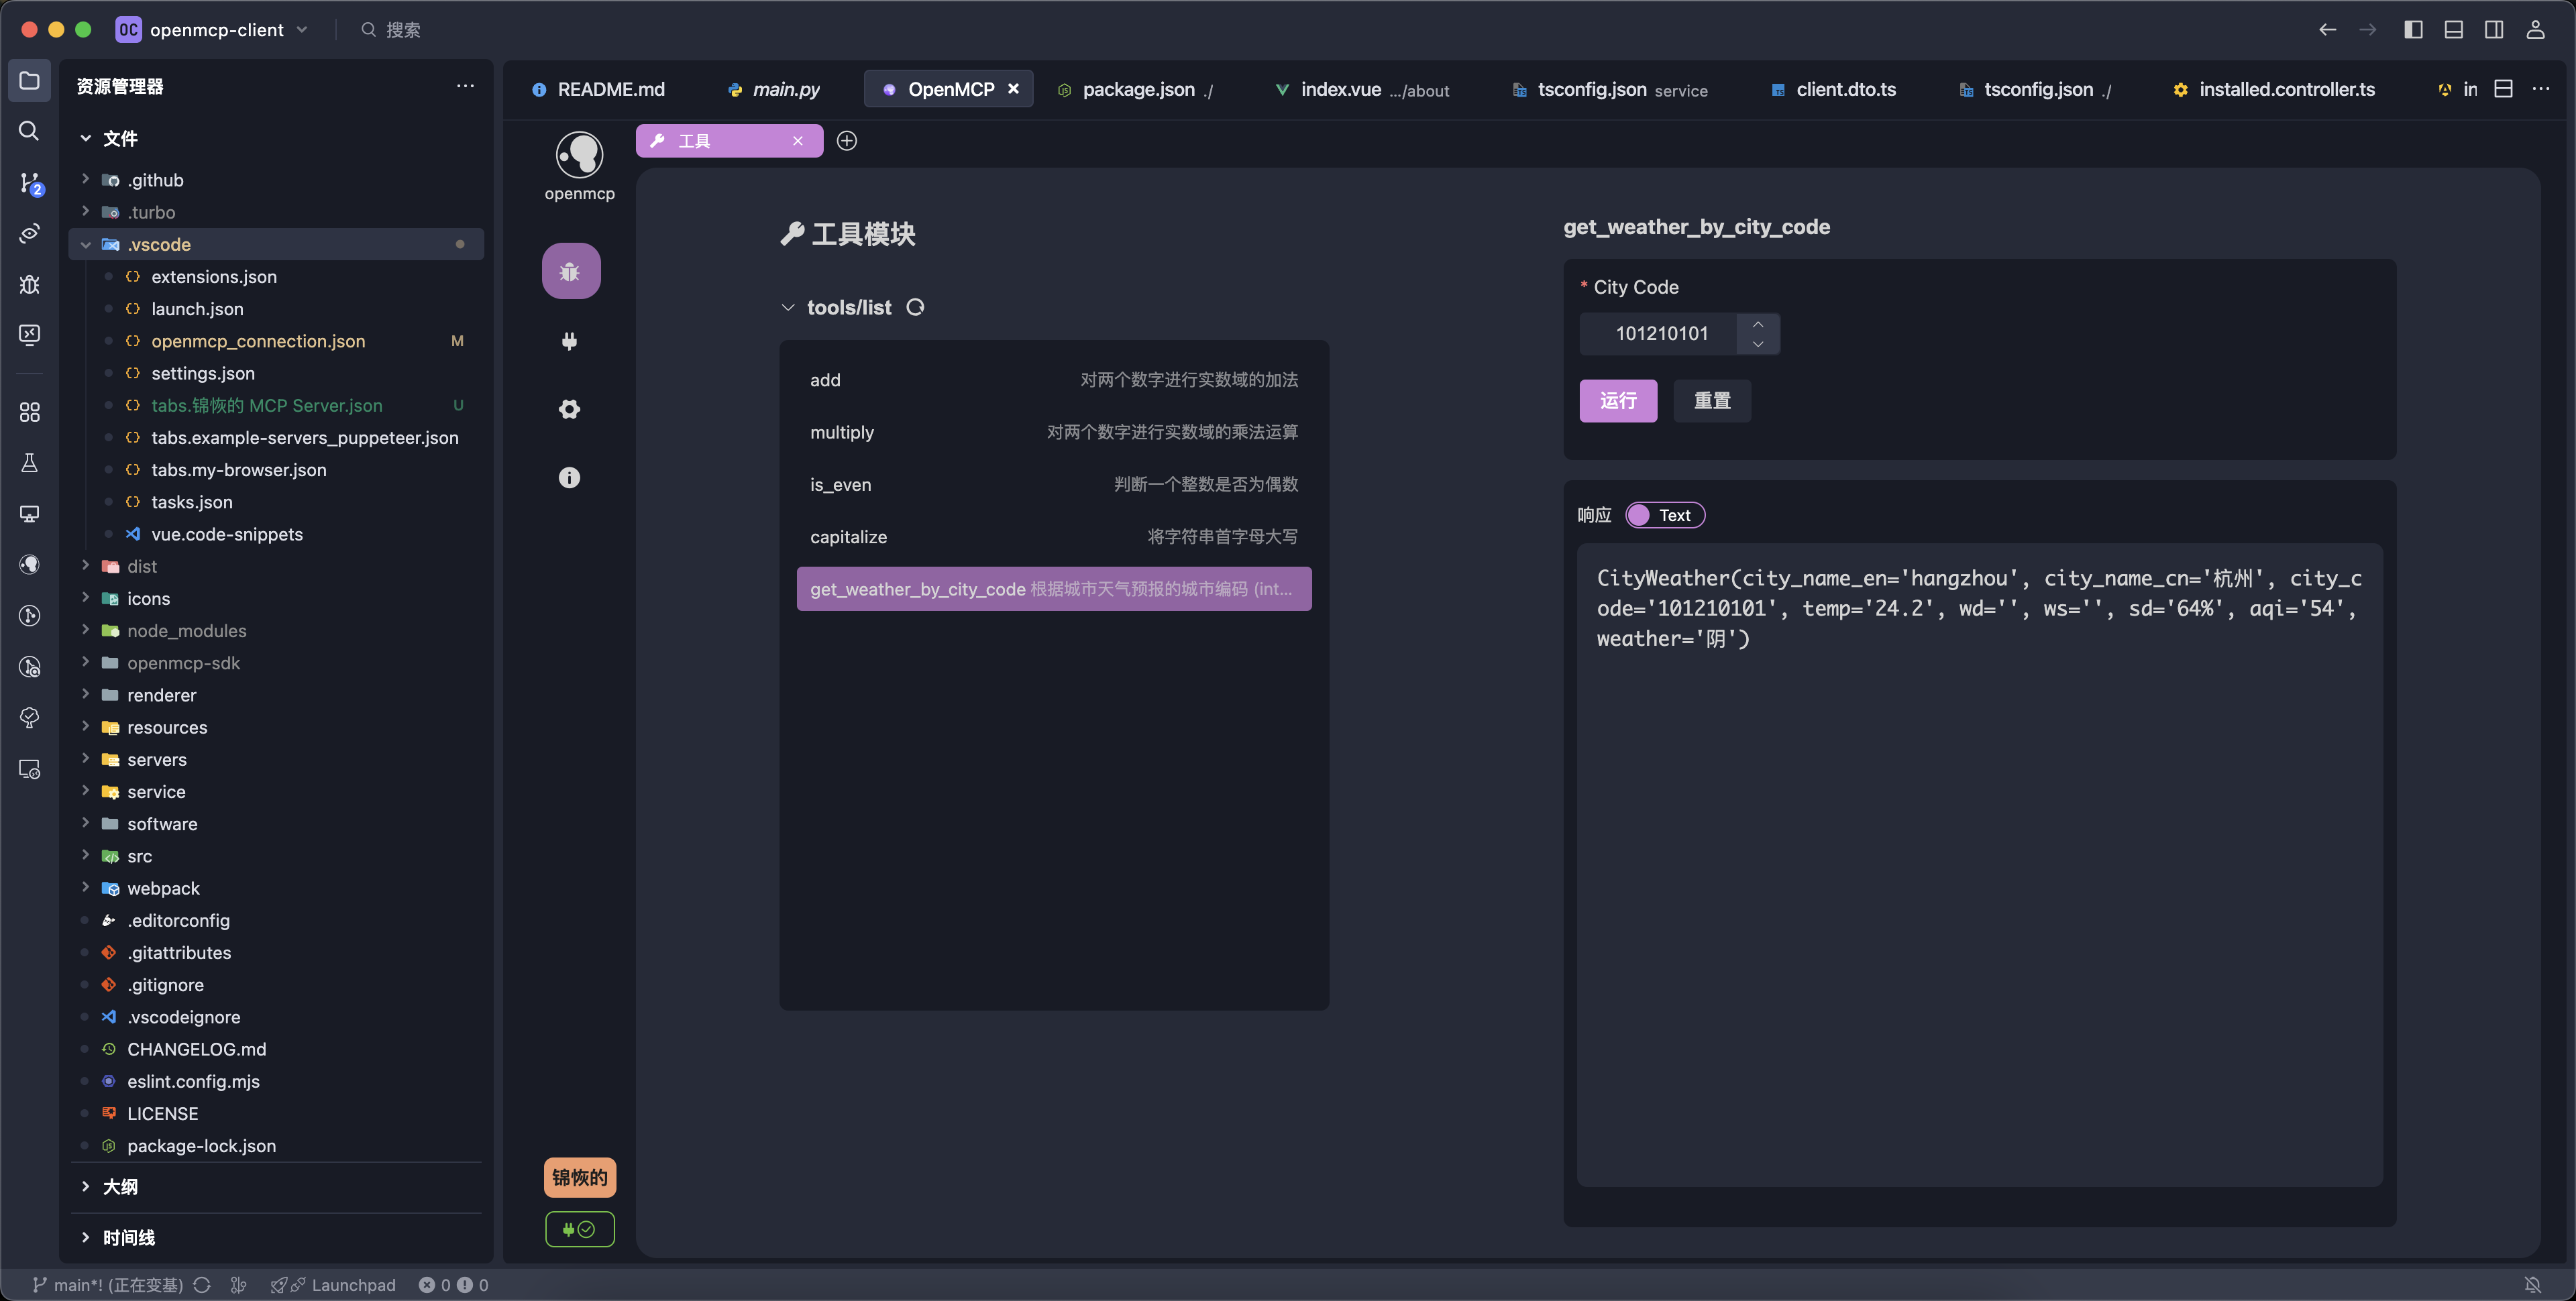 OC openmcp-client
搜索
资源管理器
文件
.github
.turbo
.vscode
extensions.json
launch.json
openmcp_connection.json M
settings.json
tabs.锦恢的 MCP Server.json U
tabs.example-servers_puppeteer.json
tabs.my-browser.json
tasks.json
vue.code-snippets
dist
icons
node_modules
openmcp-sdk
renderer
resources
servers
service
software
src
webpack
.editorconfig
.gitattributes
.gitignore
.vscodeignore
CHANGELOG.md
eslint.config.mjs
LICENSE
package-lock.json
大纲
时间线
2
README.md
main.py
OpenMCP
package.json ./
index.vue .../about
tsconfig.json service
client.dto.ts
tsconfig.json ./
installed.controller.ts
in
openmcp
锦恢的
工具
工具模块
tools/list
add 对两个数字进行实数域的加法
multiply 对两个数字进行实数域的乘法运算
is_even 判断一个整数是否为偶数
capitalize 将字符串首字母大写
get_weather_by_city_code 根据城市天气预报的城市编码 (int...
get_weather_by_city_code
* City Code
101210101
运行 重置
响应 Text
CityWeather(city_name_en='hangzhou', city_name_cn='杭州', city_c
ode='101210101', temp='24.2', wd='', ws='', sd='64%', aqi='54',
weather='阴')
main*! (正在变基) Launchpad 0 0